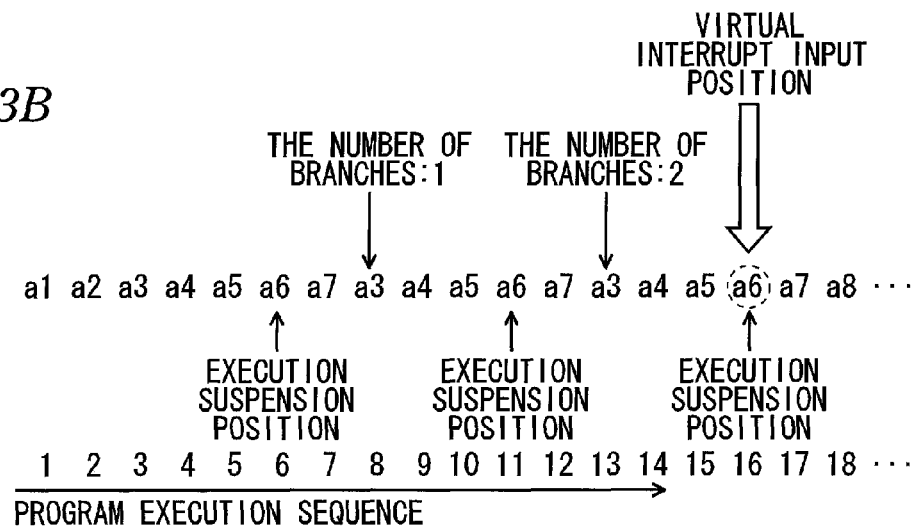 VIRTUAL
INTERRUPT INPUT
POSITION
3B
THE NUMBER OF
BRANCHES:1
THE NUMBER OF
BRANCHES:2
a1 a2 a3 a4 a5 a6 a7 a3 a4 a5 a6 a7 a3 a4 a5 a6 a7 a8 ···
EXECUTION
SUSPENSION
POSITION
EXECUTION
SUSPENSION
POSITION
EXECUTION
SUSPENSION
POSITION
1 2 3 4 5 6 7 8 9 10 11 12 13 14 15 16 17 18 ···
PROGRAM EXECUTION SEQUENCE